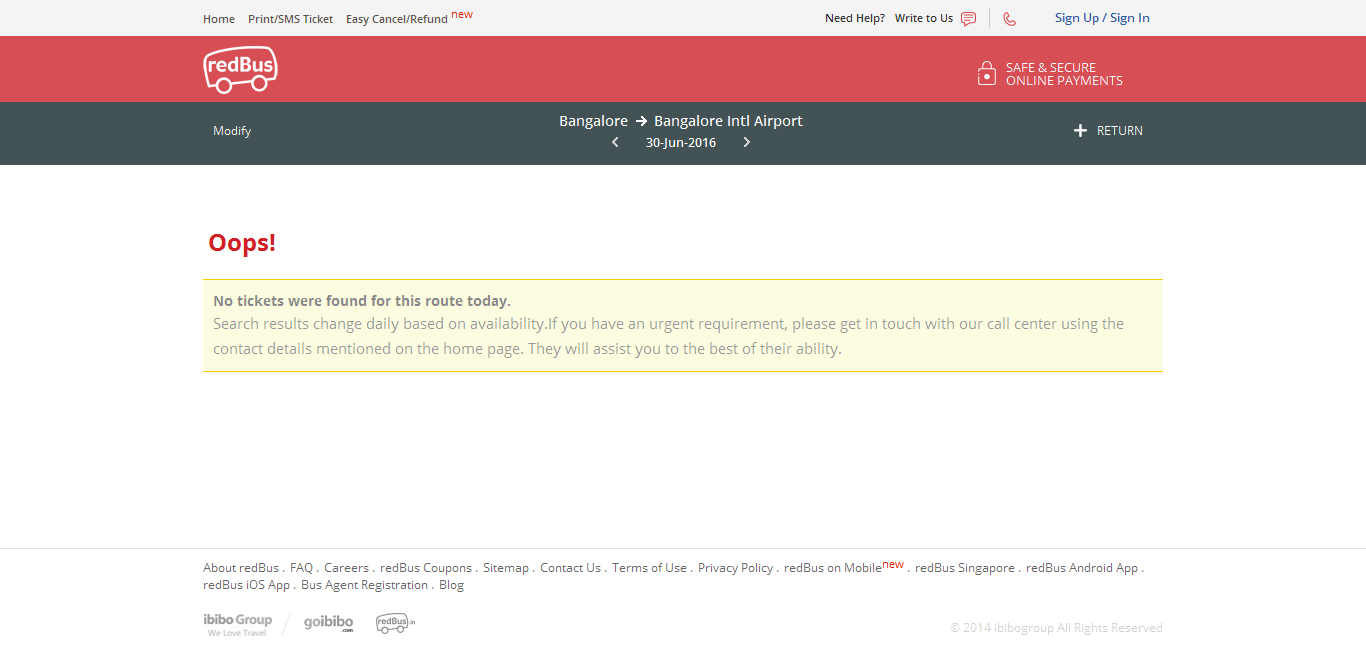 Home Print/SMS Ticket Easy Cancel/Refund new Need Help? Write to Us Sign Up / Sign In
redBus SAFE & SECURE
ONLINE PAYMENTS
Modify Bangalore → Bangalore Intl Airport + RETURN
< 30-Jun-2016 >
Oops!
No tickets were found for this route today.
Search results change daily based on availability.If you have an urgent requirement, please get in touch with our call center using the
contact details mentioned on the home page. They will assist you to the best of their ability.
About redBus . FAQ . Careers . redBus Coupons . Sitemap . Contact Us . Terms of Use . Privacy Policy . redBus on Mobile new . redBus Singapore . redBus Android App .
redBus iOS App . Bus Agent Registration . Blog
ibibo Group goibibo.com redBus.in
We Love Travel
© 2014 ibibogroup All Rights Reserved